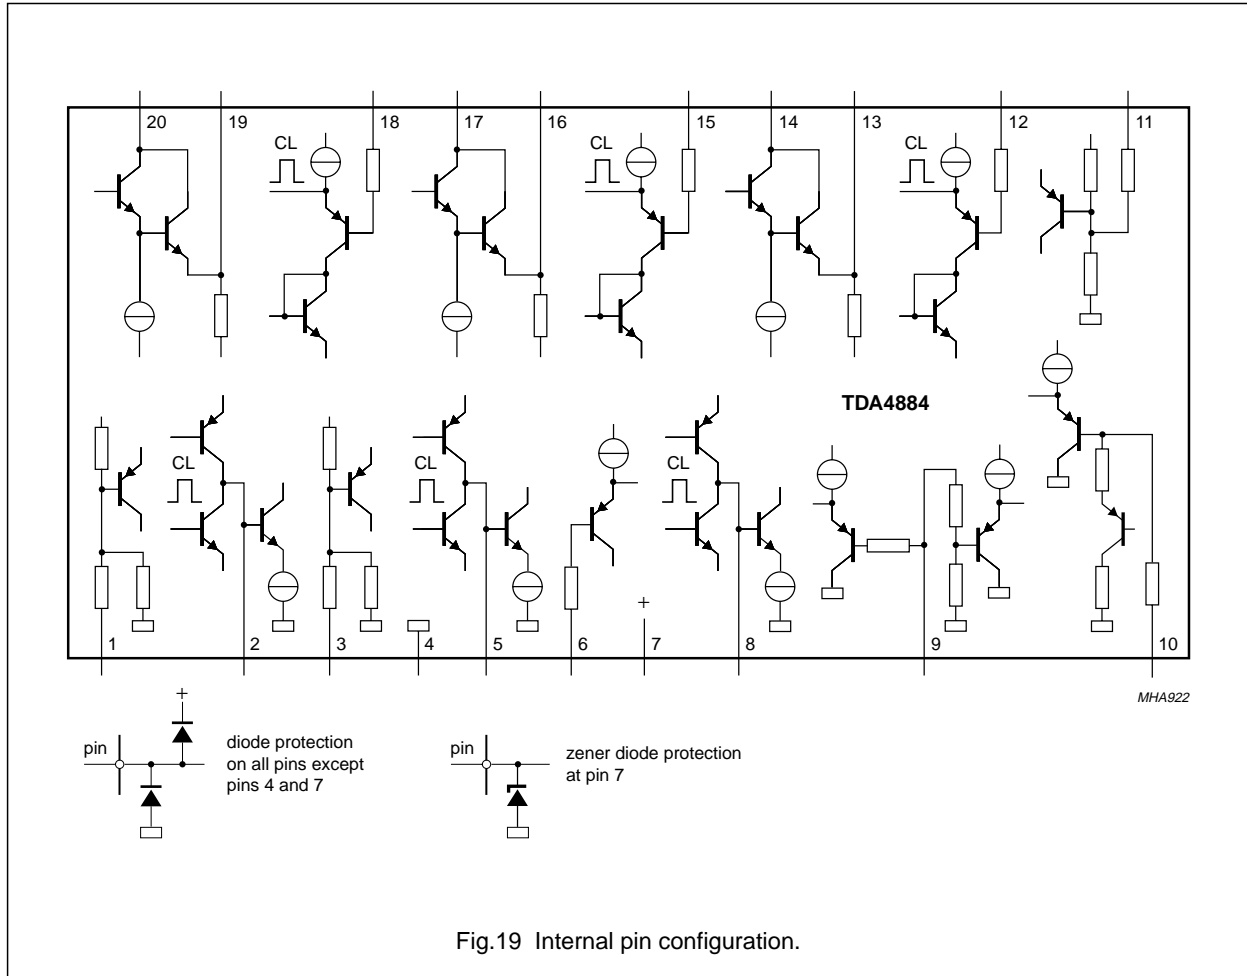 20 19 18 17 16 15 14 13 12 11
CL CL CL
TDA4884
CL CL CL
+
1 2 3 4 5 6 7 8 9 10
MHA922
+
pin
diode protection
on all pins except
pins 4 and 7
pin
zener diode protection
at pin 7
Fig.19 Internal pin configuration.